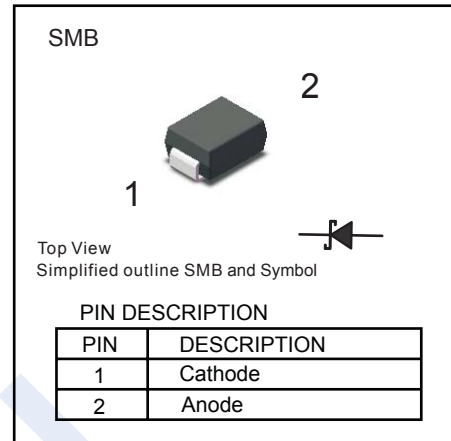 SMB
2
1
Top View
Simplified outline SMB and Symbol
PIN DESCRIPTION
PIN DESCRIPTION
1 Cathode
2 Anode